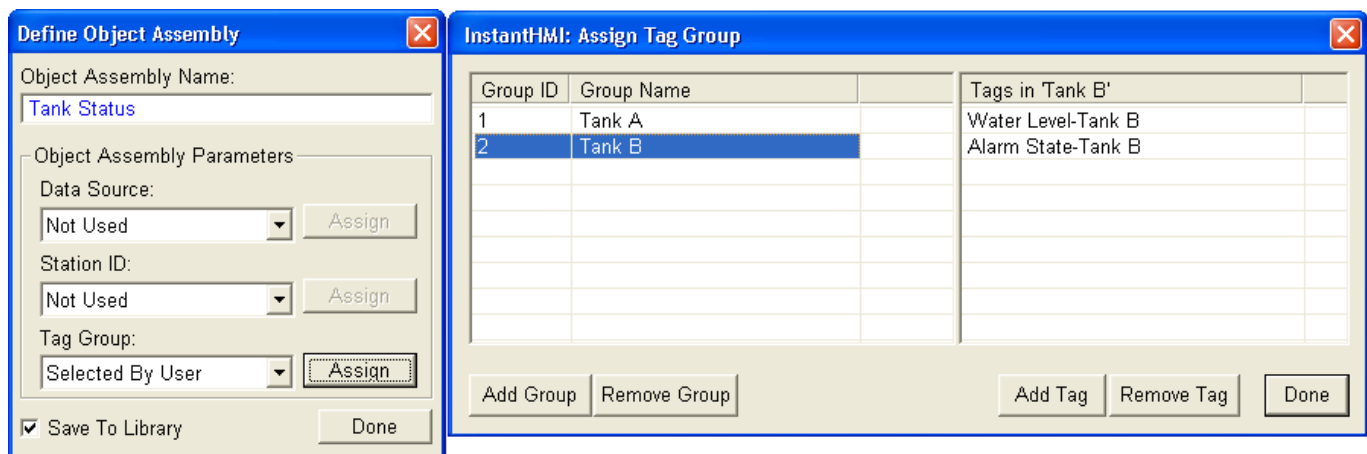 Define Object Assembly
Object Assembly Name:
Tank Status
Object Assembly Parameters
Data Source:
Not Used
Assign
Station ID:
Not Used
Assign
Tag Group:
Selected By User
Assign
Save To Library
Done
InstantHMI: Assign Tag Group
Group ID Group Name
1 Tank A
2 Tank B
Tags in 'Tank B'
Water Level-Tank B
Alarm State-Tank B
Add Group Remove Group Add Tag Remove Tag Done